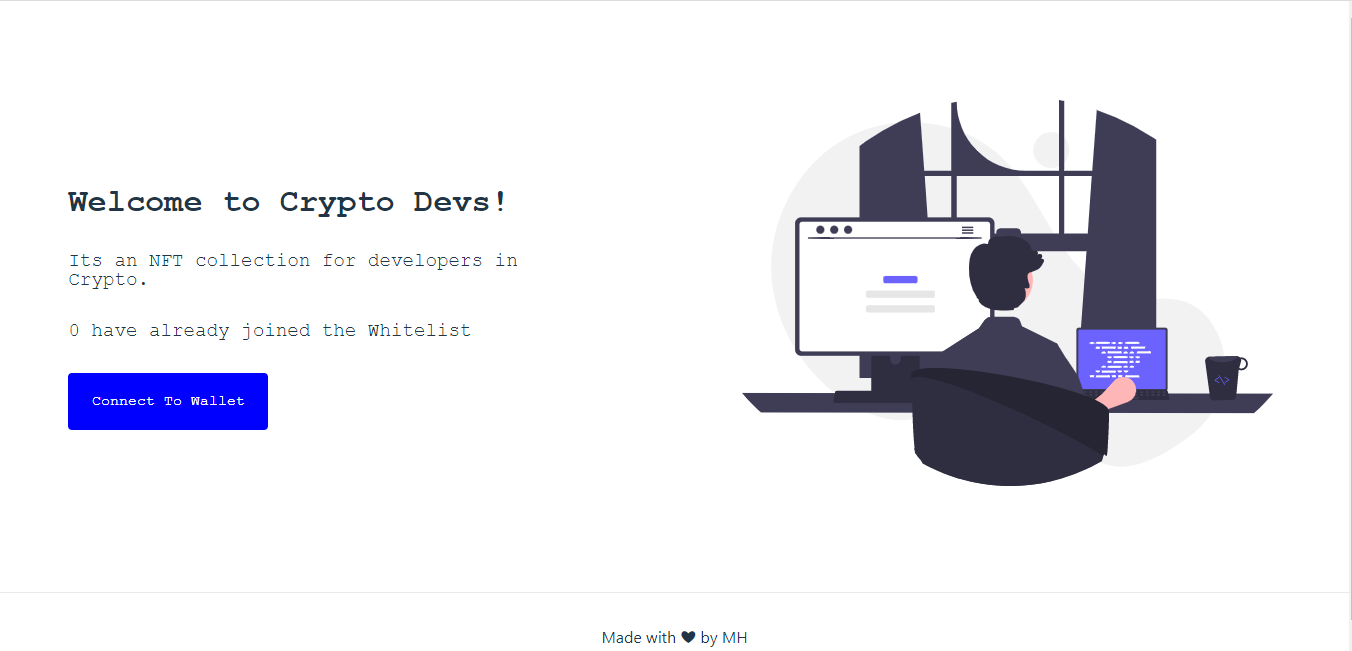 Welcome to Crypto Devs!
Its an NFT collection for developers in
Crypto.
0 have already joined the Whitelist
Connect To Wallet
</>
Made with ♥ by MH